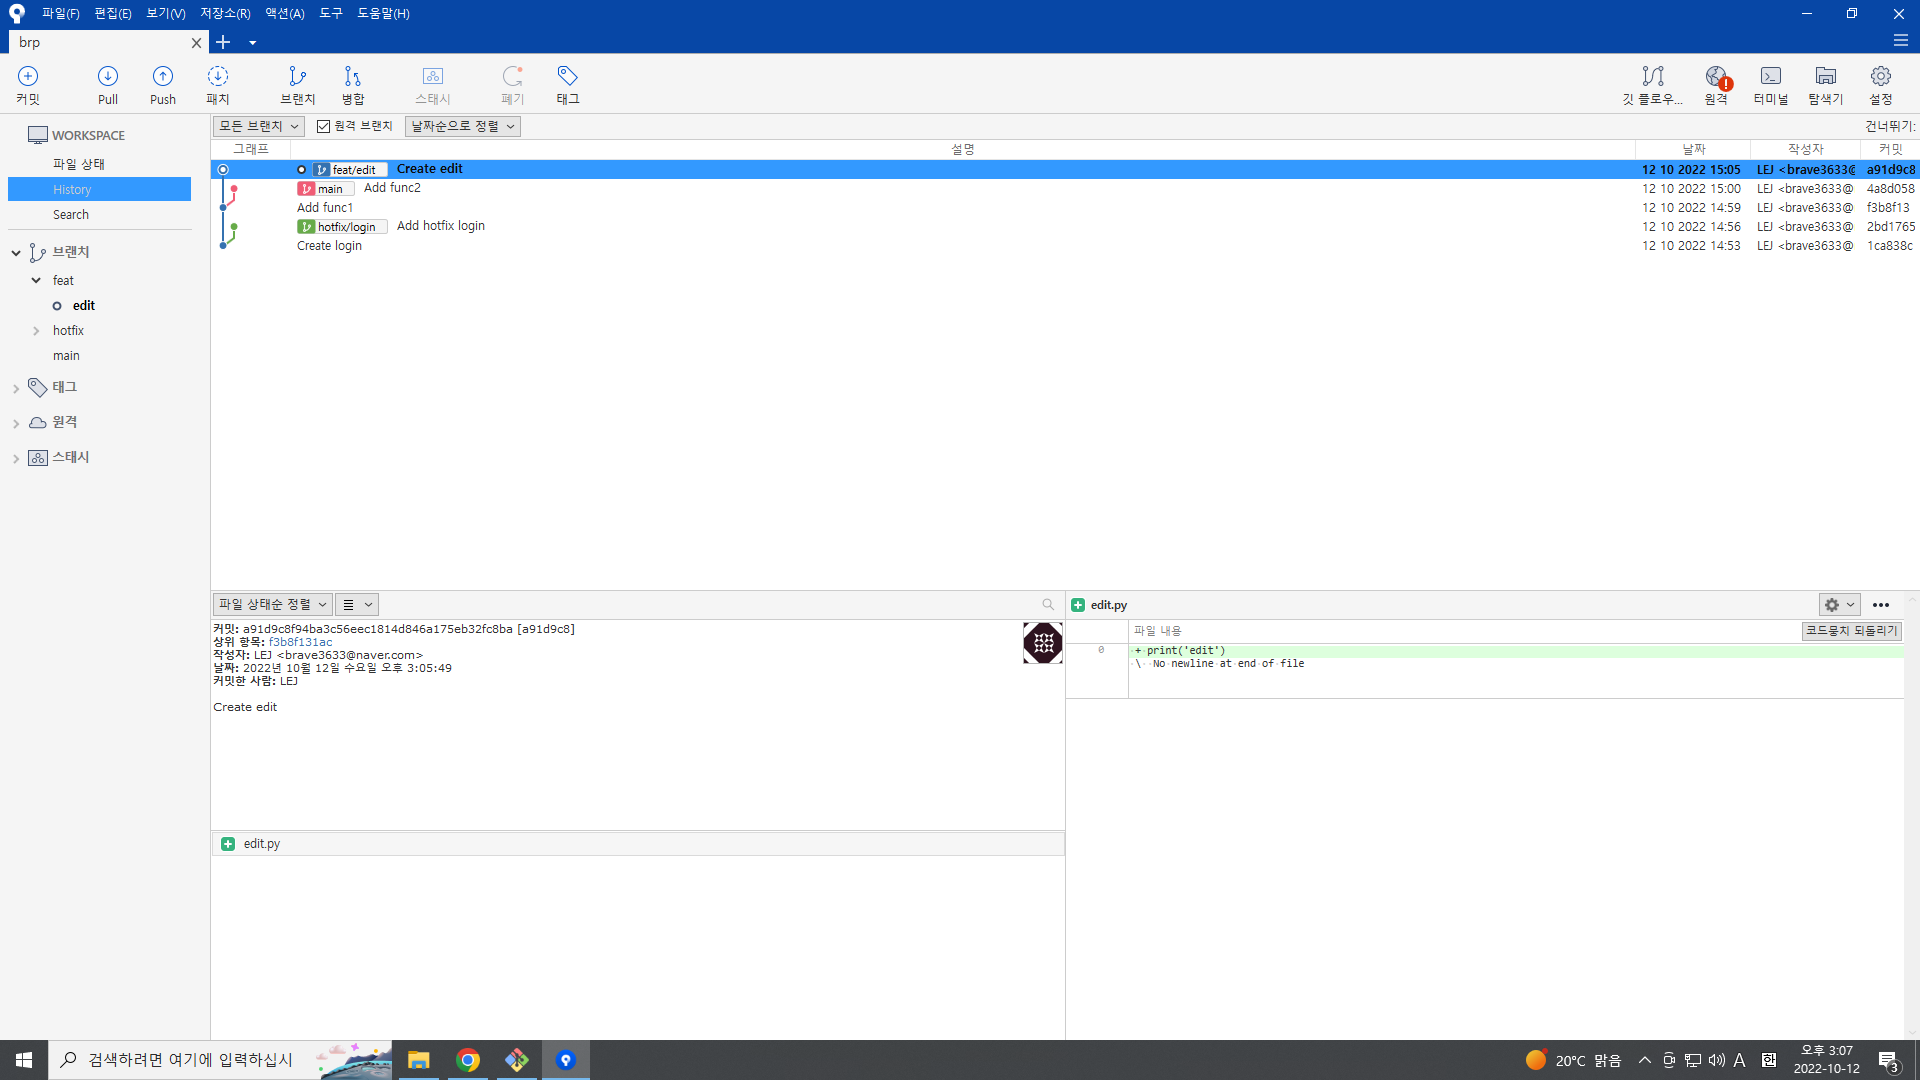 파일(F) 편집(E) 보기(V) 저장소(R) 액션(A) 도구 도움말(H)
brp
커밋 Pull Push 패치 브랜치 병합 스태시 폐기 태그 깃 플로우... 원격 터미널 탐색기 설정
WORKSPACE
파일 상태
History
Search
브랜치
feat
edit
hotfix
main
태그
원격
스태시
모든 브랜치 원격 브랜치 날짜순으로 정렬 건너뛰기:
그래프 설명 날짜 작성자 커밋
feat/edit Create edit 12 10 2022 15:05 LEJ <brave3633@ a91d9c8
main Add func2 12 10 2022 15:00 LEJ <brave3633@ 4a8d058
Add func1 12 10 2022 14:59 LEJ <brave3633@ f3b8f13
hotfix/login Add hotfix login 12 10 2022 14:56 LEJ <brave3633@ 2bd1765
Create login 12 10 2022 14:53 LEJ <brave3633@ 1ca838c
파일 상태순 정렬
커밋: a91d9c8f94ba3c56eec1814d846a175eb32fc8ba [a91d9c8]
상위 항목: f3b8f131ac
작성자: LEJ <brave3633@naver.com>
날짜: 2022년 10월 12일 수요일 오후 3:05:49
커밋한 사람: LEJ
Create edit
edit.py
edit.py
파일 내용 코드뭉치 되돌리기
0 + print('edit')
\ No newline at end of file
검색하려면 여기에 입력하십시
20°C 맑음 A 한 오후 3:07
2022-10-12 3